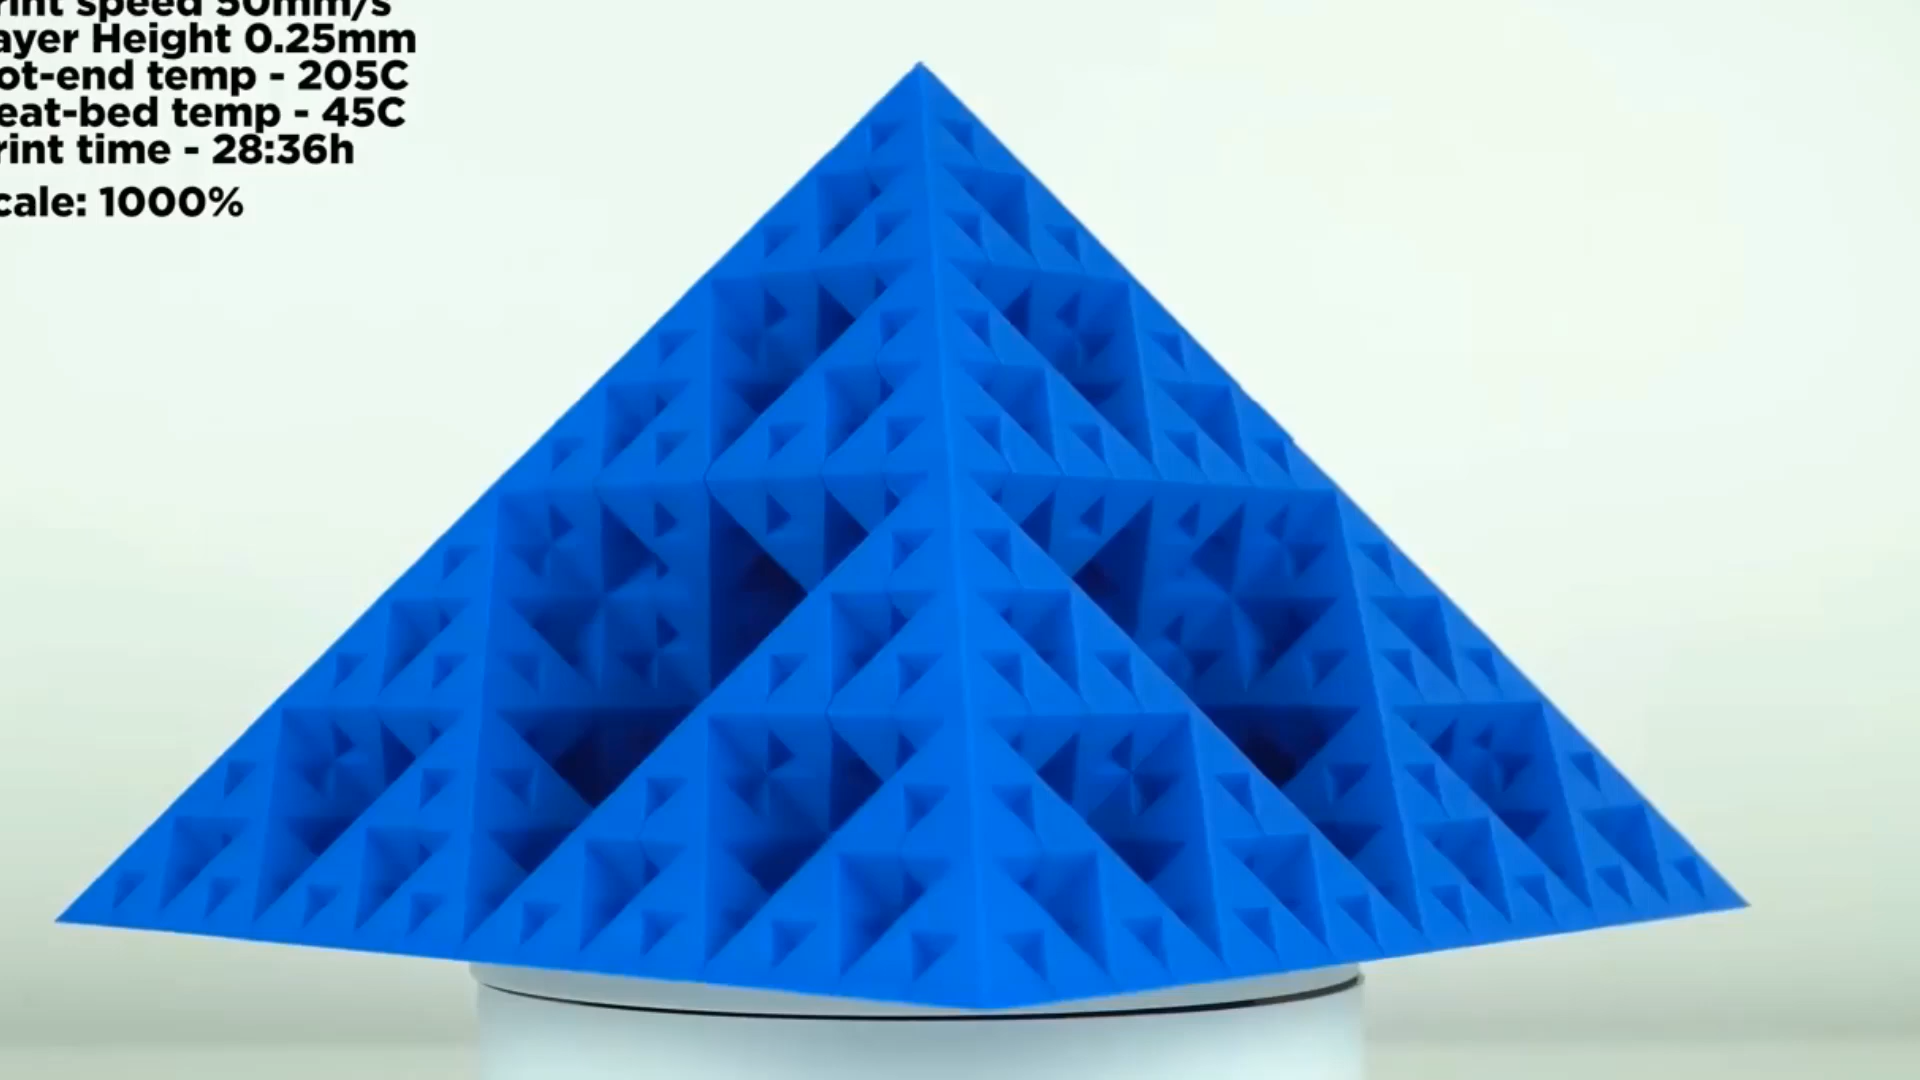 rint speed 50mm/s
ayer Height 0.25mm
ot-end temp - 205C
eat-bed temp - 45C
rint time - 28:36h
cale: 1000%